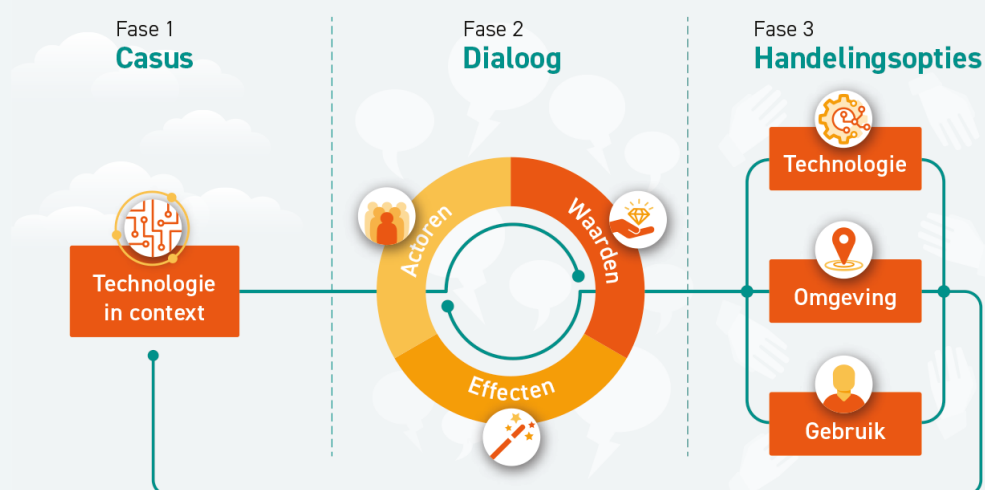 Fase 1
Casus
Technologie
in context
Fase 2
Dialoog
Actoren
Waarden
Effecten
Fase 3
Handelingsopties
Technologie
Omgeving
Gebruik